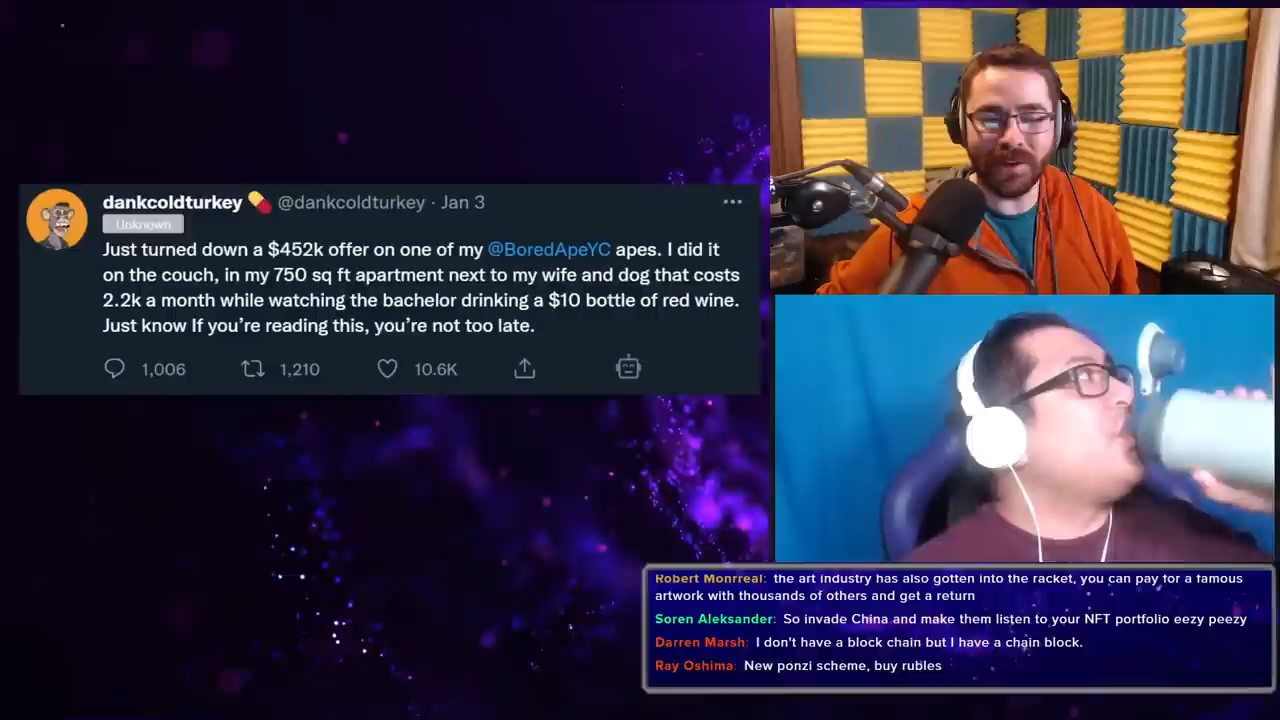 dankcoldturkey 💊 @dankcoldturkey · Jan 3
Unknown
Just turned down a $452k offer on one of my @BoredApeYC apes. I did it
on the couch, in my 750 sq ft apartment next to my wife and dog that costs
2.2k a month while watching the bachelor drinking a $10 bottle of red wine.
Just know If you’re reading this, you’re not too late.
1,006 1,210 10.6K
Robert Monrreal: the art industry has also gotten into the racket, you can pay for a famous
artwork with thousands of others and get a return
Soren Aleksander: So invade China and make them listen to your NFT portfolio eezy peezy
Darren Marsh: I don't have a block chain but I have a chain block.
Ray Oshima: New ponzi scheme, buy rubles